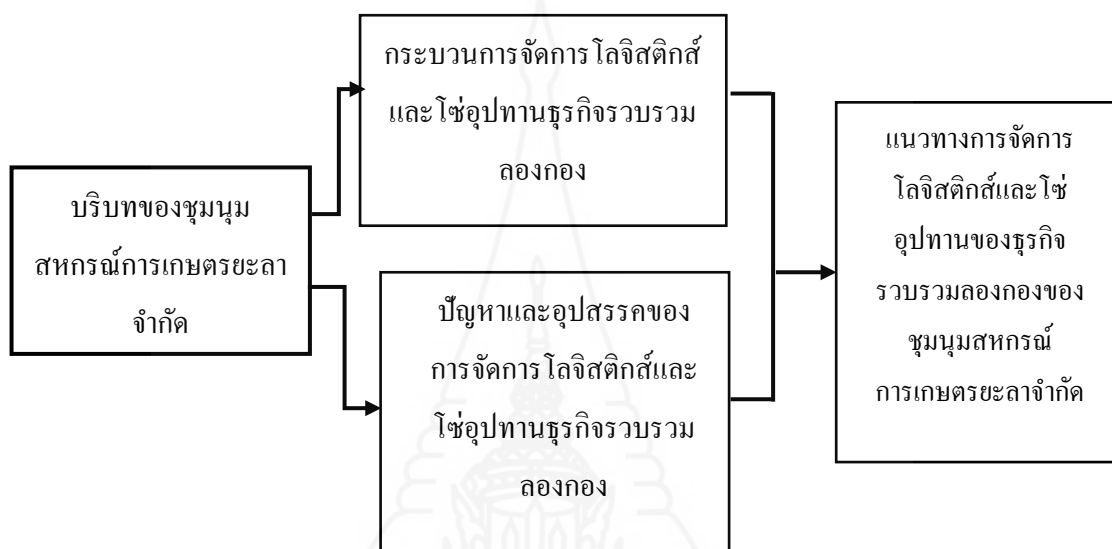 บริบทของชุมนุม
สหกรณ์การเกษตรยะลา
จำกัด
กระบวนการจัดการโลจิสติกส์
และโซ่อุปทานธุรกิจรวบรวม
ลองกอง
ปัญหาและอุปสรรคของ
การจัดการโลจิสติกส์และ
โซ่อุปทานธุรกิจรวบรวม
ลองกอง
แนวทางการจัดการ
โลจิสติกส์และโซ่
อุปทานของธุรกิจ
รวบรวมลองกองของ
ชุมนุมสหกรณ์
การเกษตรยะลาจำกัด